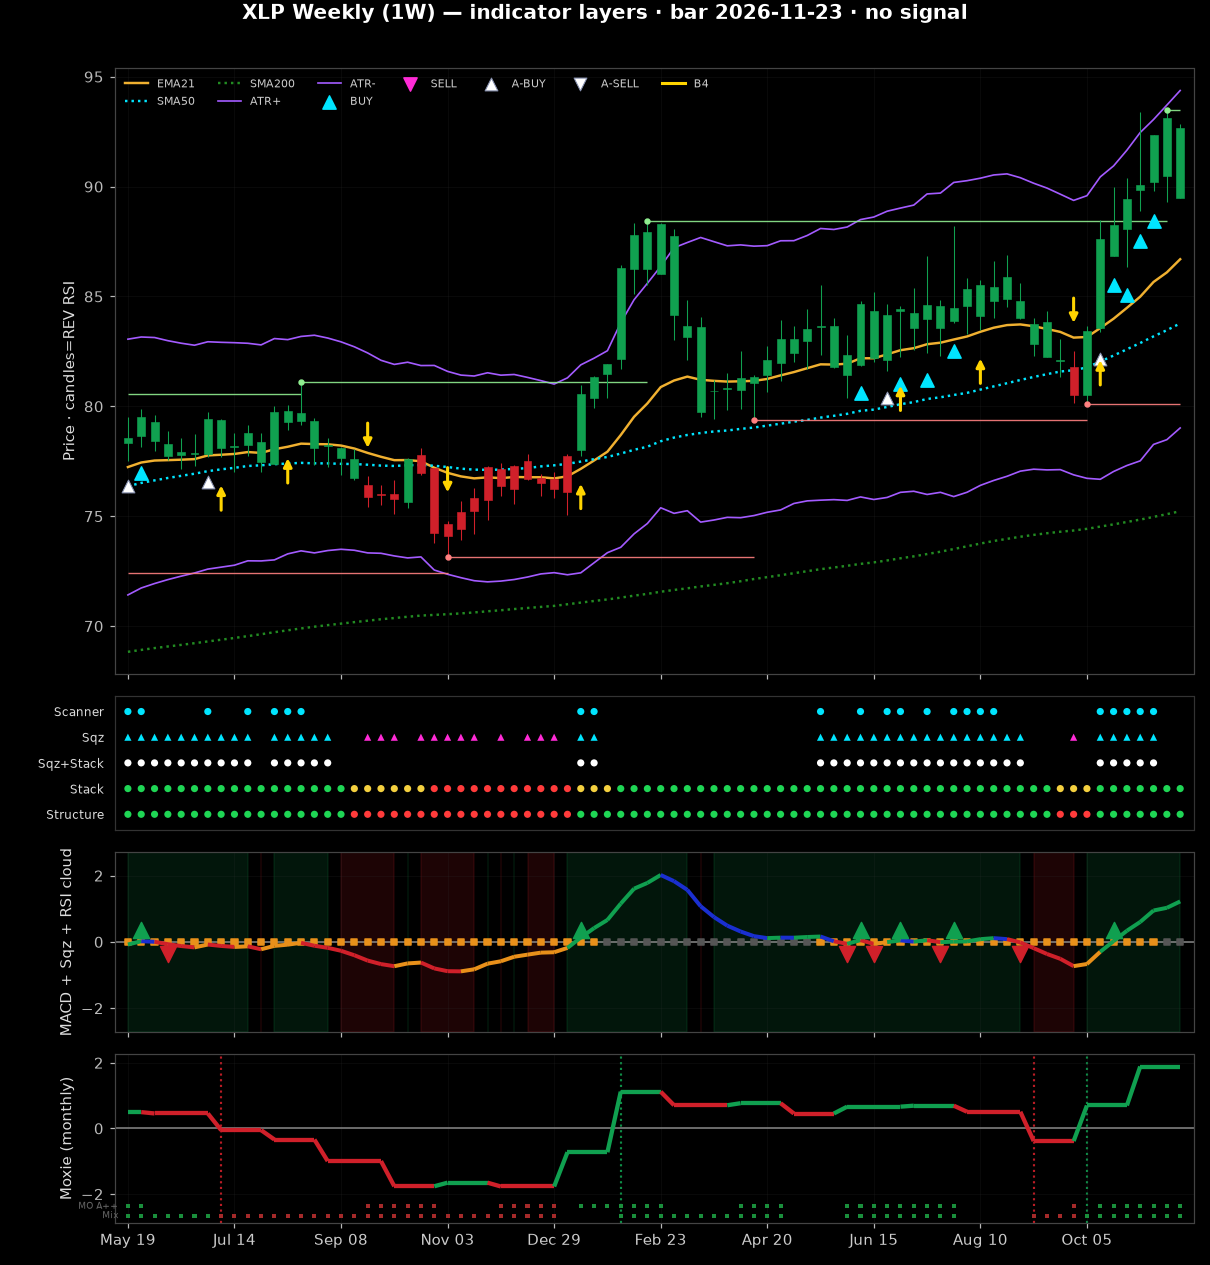 XLP Weekly (1W) — indicator layers · bar 2026-11-23 · no signal
EMA21 SMA200 ATR- SELL A-BUY A-SELL B4
SMA50 ATR+ BUY
95
90
85
80
75
70
Price · candles=REV RSI
Scanner
Sqz
Sqz+Stack
Stack
Structure
MACD + Sqz + RSI cloud
2
0
−2
Moxie (monthly)
2
0
−2
MO A++
Mix
May 19 Jul 14 Sep 08 Nov 03 Dec 29 Feb 23 Apr 20 Jun 15 Aug 10 Oct 05